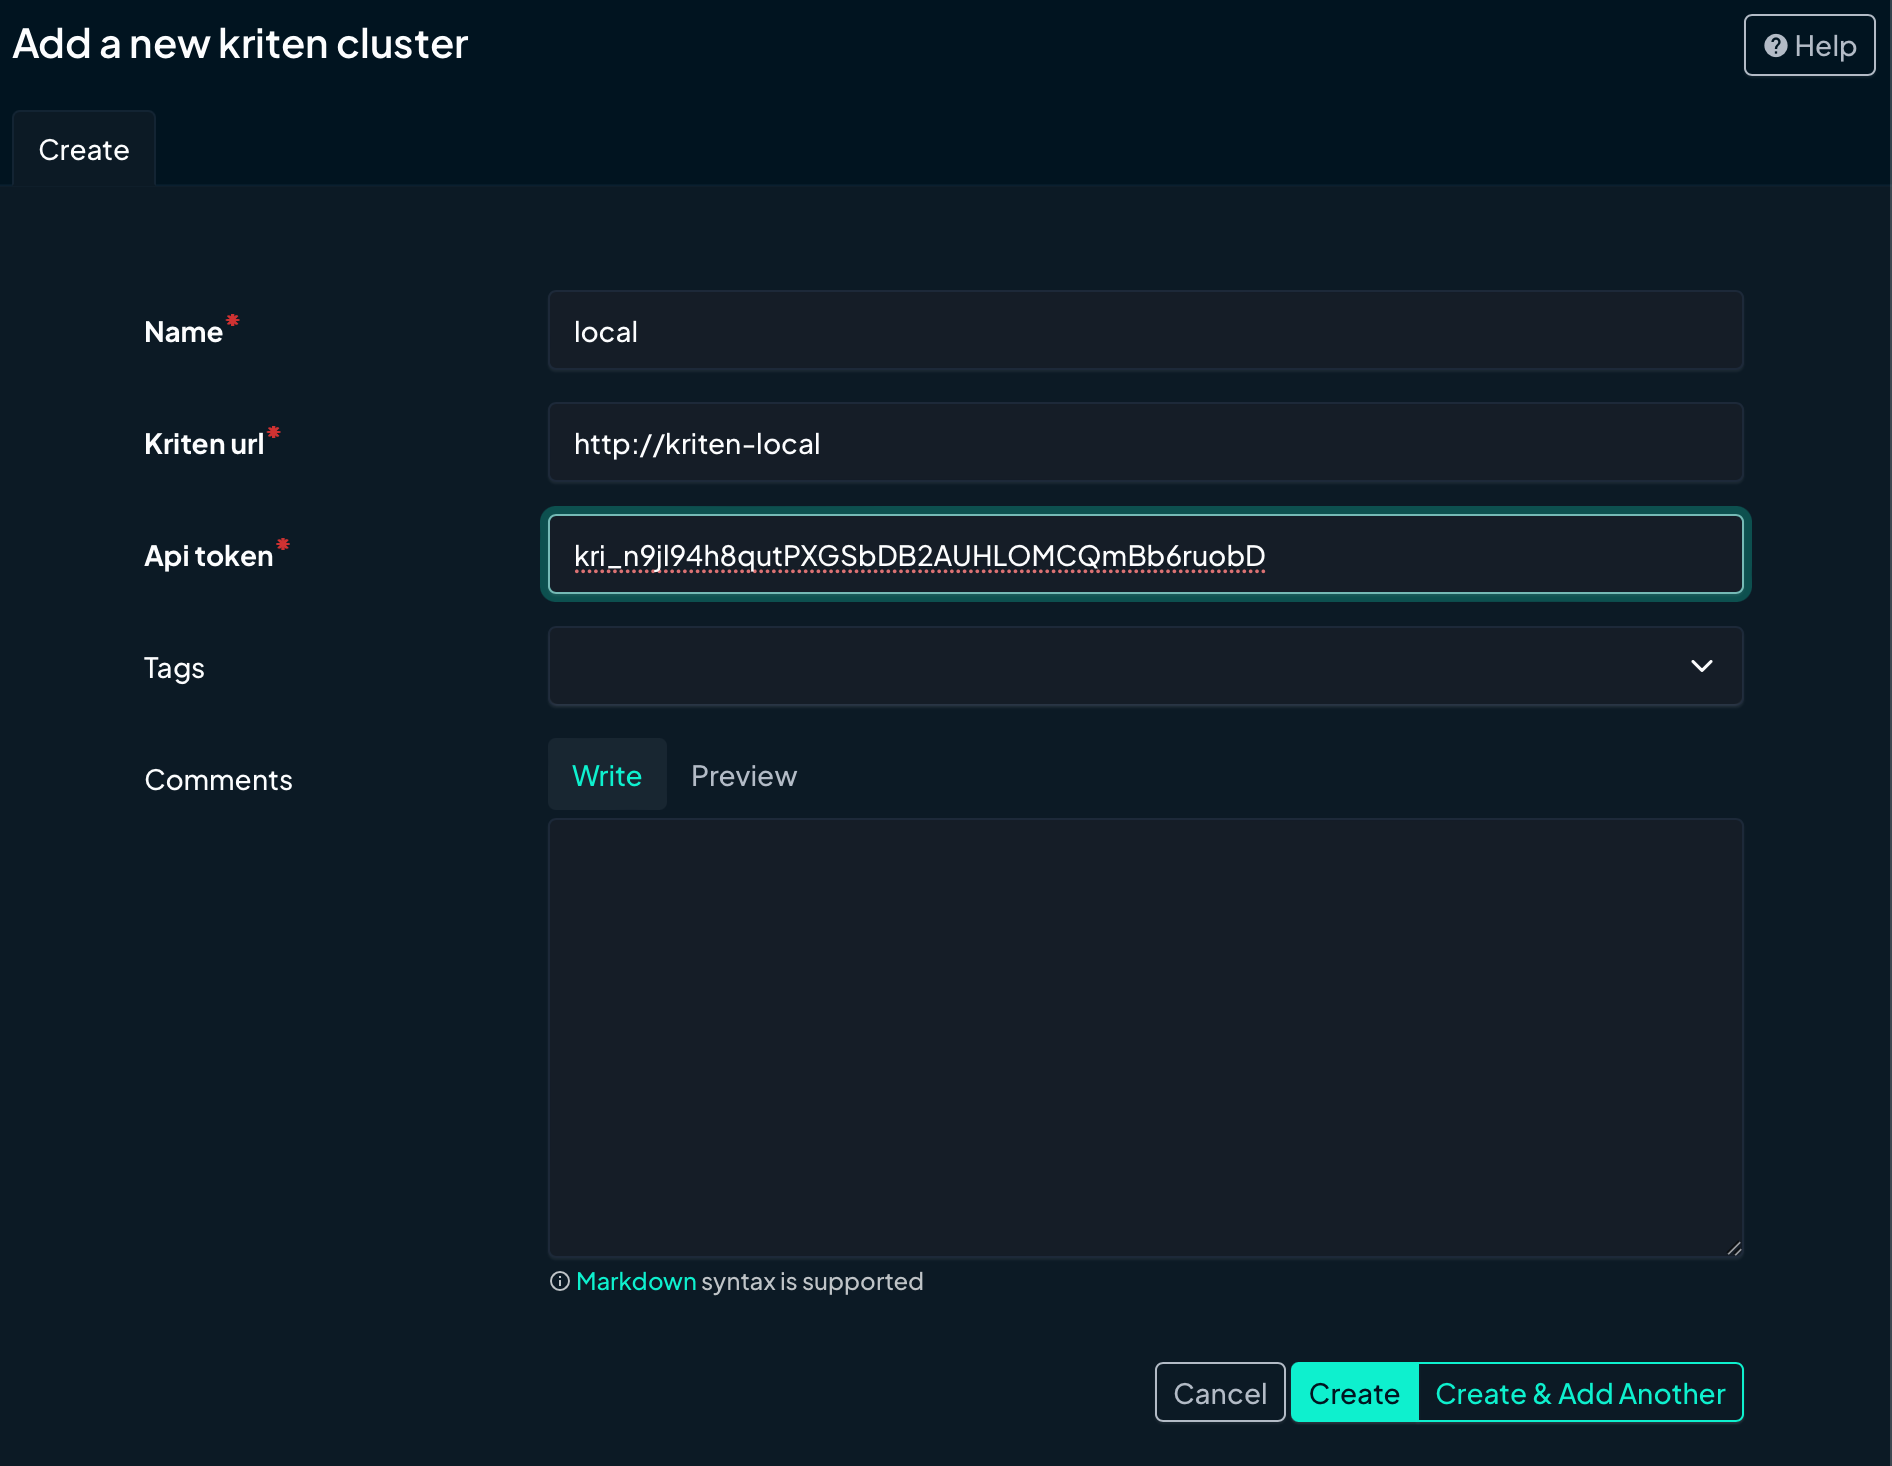 Add a new kriten cluster
Help
Create
Name*
local
Kriten url*
http://kriten-local
Api token*
kri_n9jl94h8qutPXGSbDB2AUHLOMCQmBb6ruobD
Tags
Comments
Write Preview
Markdown syntax is supported
Cancel Create Create & Add Another